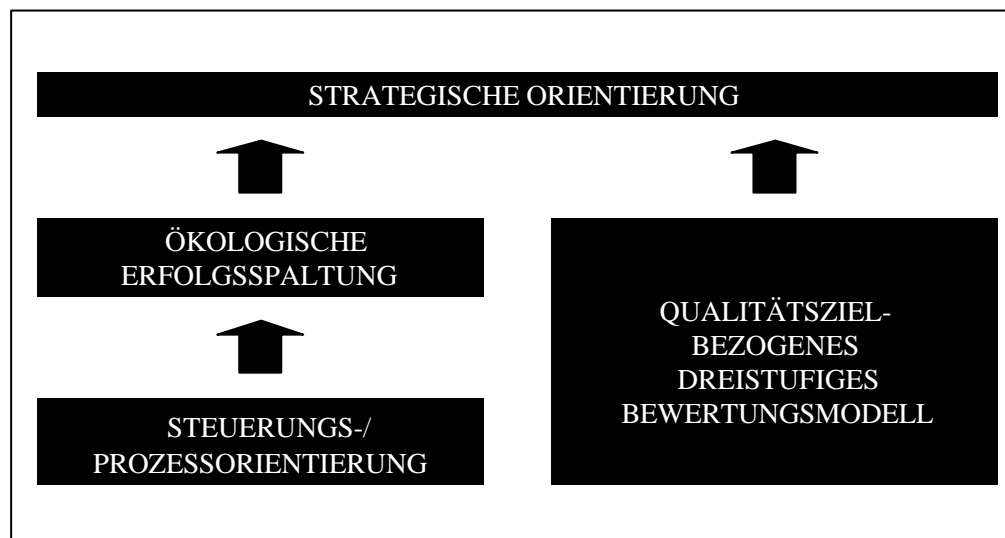 STRATEGISCHE ORIENTIERUNG
ÖKOLOGISCHE
ERFOLGSSPALTUNG
STEUERUNGS-/
PROZESSORIENTIERUNG
QUALITÄTSZIEL-
BEZOGENES
DREISTUFIGES
BEWERTUNGSMODELL